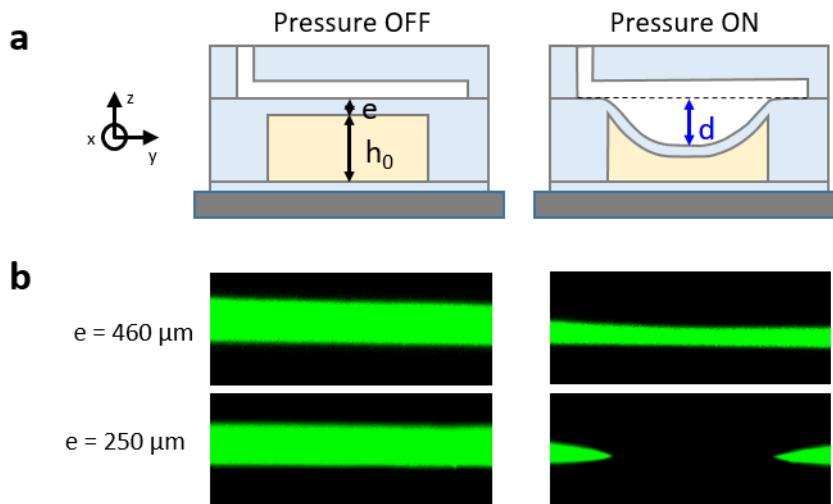 Pressure OFF
Pressure ON
a
z
x
y
e
h0
d
b
e = 460 µm
e = 250 µm